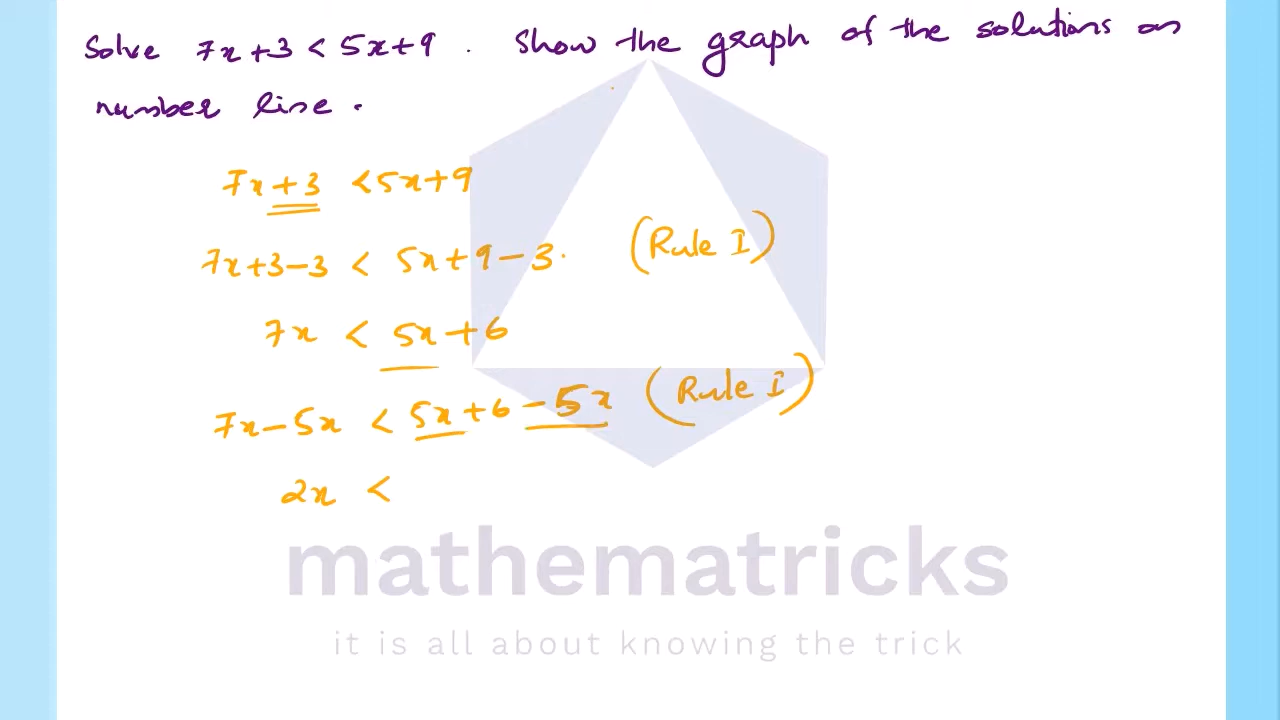 Solve 7x+3 < 5x+9 . Show the graph of the solutions on
number line .
7x+3 < 5x+9
7x+3-3 < 5x+9-3. (Rule I)
7x < 5x+6
7x-5x < 5x+6-5x (Rule I)
2x <
mathematricks
it is all about knowing the trick